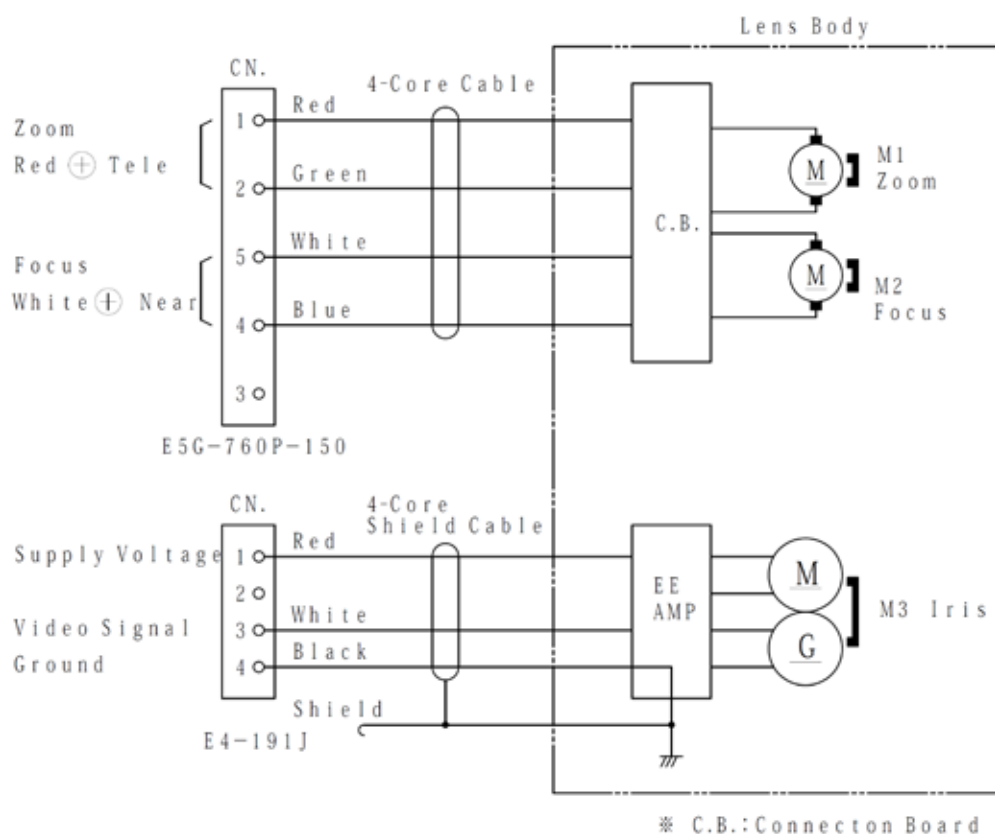 Lens Body
CN.
4-Core Cable
Red
1
Zoom
Red ⊕ Tele
Green
2
M
M1
Zoom
C.B.
White
5
Focus
White ⊕ Near
Blue
4
M
M2
Focus
3
E5G-760P-150
CN.
4-Core
Shield Cable
Supply Voltage
Red
1
2
EE
AMP
M
M3 Iris
Video Signal
White
3
Ground
Black
4
G
Shield
E4-191J
※ C.B.:Connecton Board